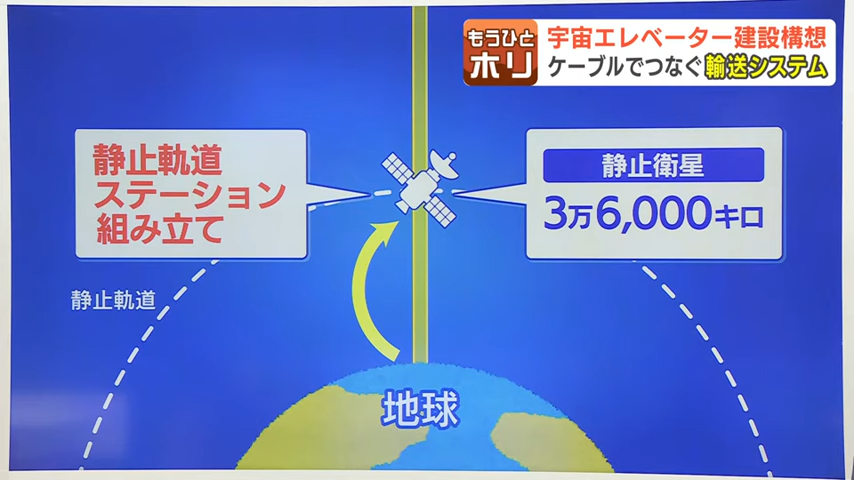 もうひと
ホリ
宇宙エレベーター建設構想
ケーブルでつなぐ輸送システム
静止軌道
ステーション
組み立て
静止衛星
3万6,000キロ
静止軌道
地球